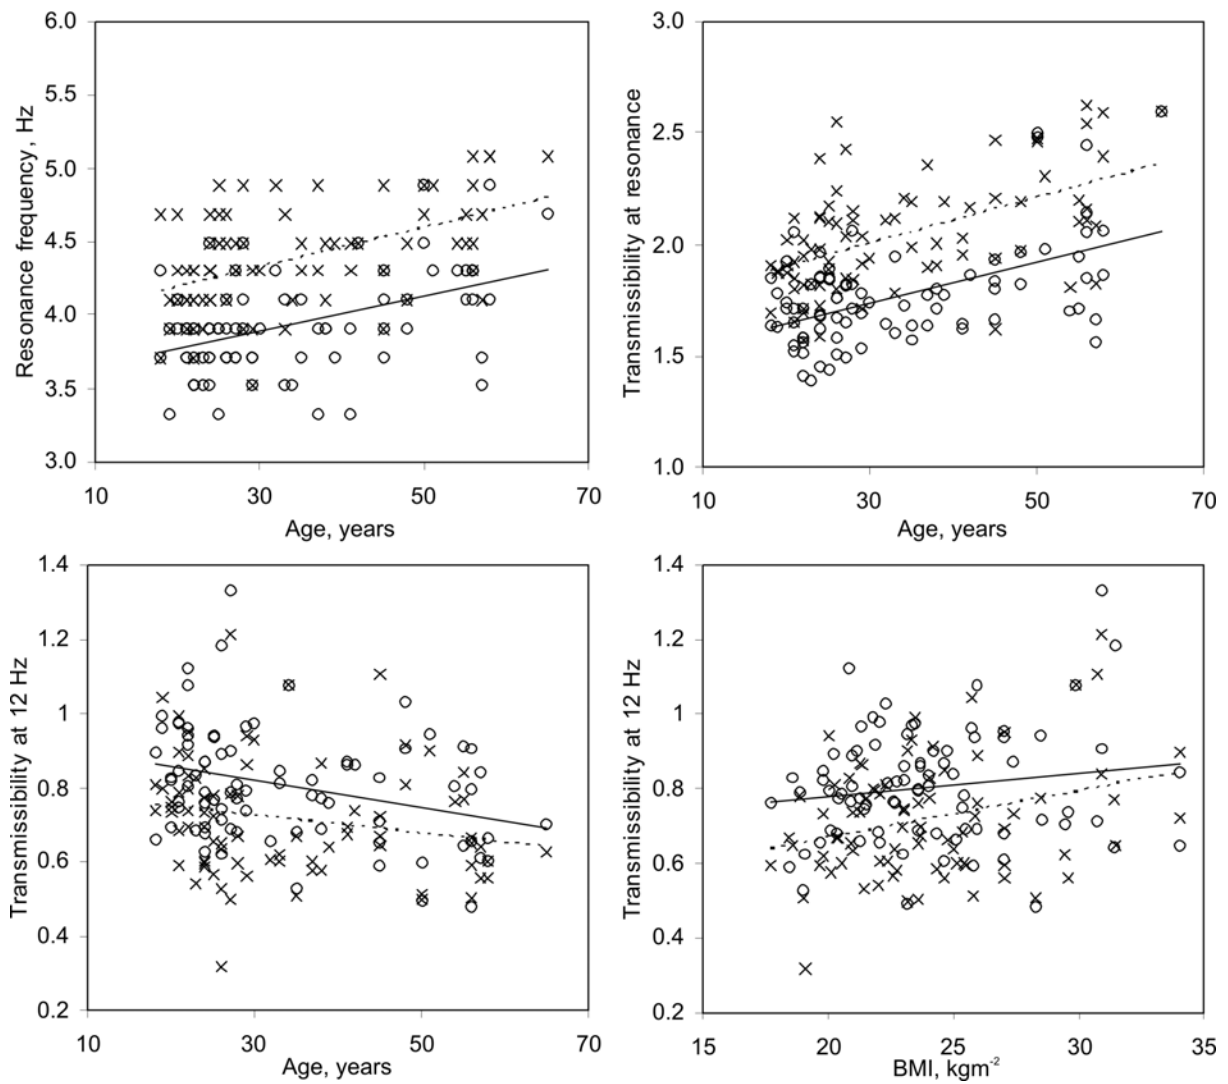 Resonance frequency, Hz
6.0
5.5
5.0
4.5
4.0
3.5
3.0
10 30 50 70
Age, years
Transmissibility at resonance
3.0
2.5
2.0
1.5
1.0
10 30 50 70
Age, years
Transmissibility at 12 Hz
1.4
1.2
1
0.8
0.6
0.4
0.2
10 30 50 70
Age, years
Transmissibility at 12 Hz
1.4
1.2
1
0.8
0.6
0.4
0.2
15 20 25 30 35
BMI, kgm⁻²